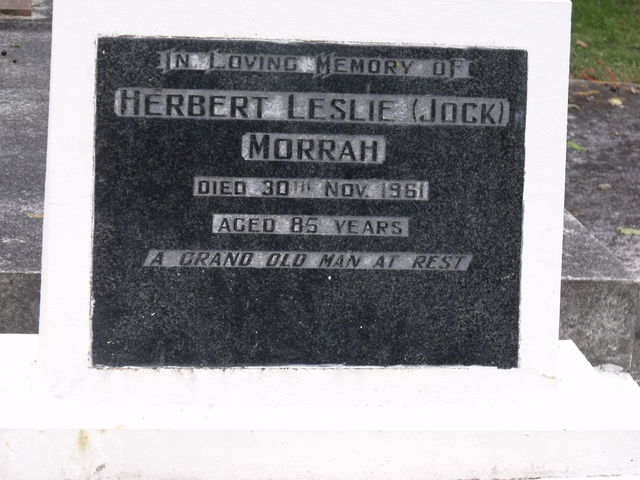 IN LOVING MEMORY OF
HERBERT LESLIE (JOCK)
MORRAH
DIED 30TH NOV. 1961
AGED 85 YEARS
A GRAND OLD MAN AT REST